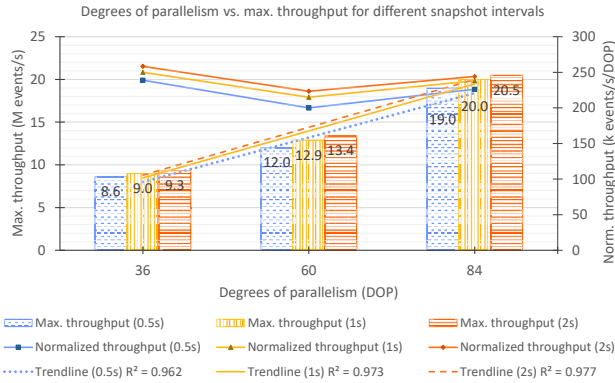 Degrees of parallelism vs. max. throughput for different snapshot intervals
Max. throughput (M events/s)
25
20
15
10
5
0
8.6 9.0 9.3
12.0 12.9 13.4
19.0 20.0 20.5
36 60 84
Degrees of parallelism (DOP)
300
250
200
150
100
50
0
Norm. throughput (k events/s/DOP)
Max. throughput (0.5s) Max. throughput (1s) Max. throughput (2s)
Normalized throughput (0.5s) Normalized throughput (1s) Normalized throughput (2s)
Trendline (0.5s) R² = 0.962 Trendline (1s) R² = 0.973 Trendline (2s) R² = 0.977